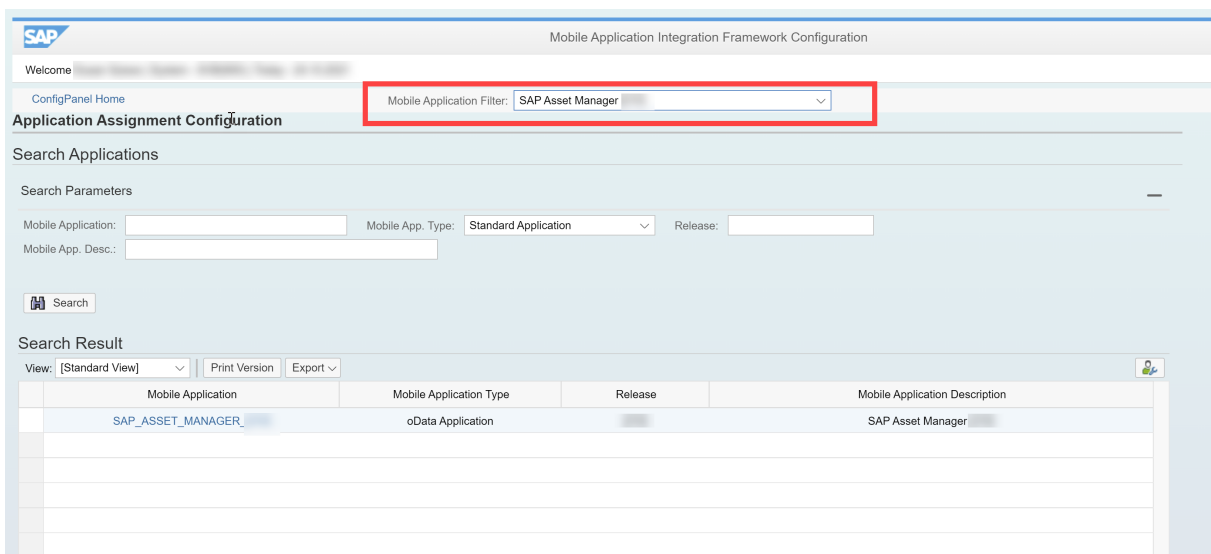 SAP
Mobile Application Integration Framework Configuration
Welcome
ConfigPanel Home
Mobile Application Filter: SAP Asset Manager
Application Assignment Configuration
Search Applications
Search Parameters
Mobile Application: Mobile App. Type: Standard Application Release:
Mobile App. Desc.:
Search
Search Result
View: [Standard View] Print Version Export
Mobile Application Mobile Application Type Release Mobile Application Description
SAP_ASSET_MANAGER_ oData Application SAP Asset Manager